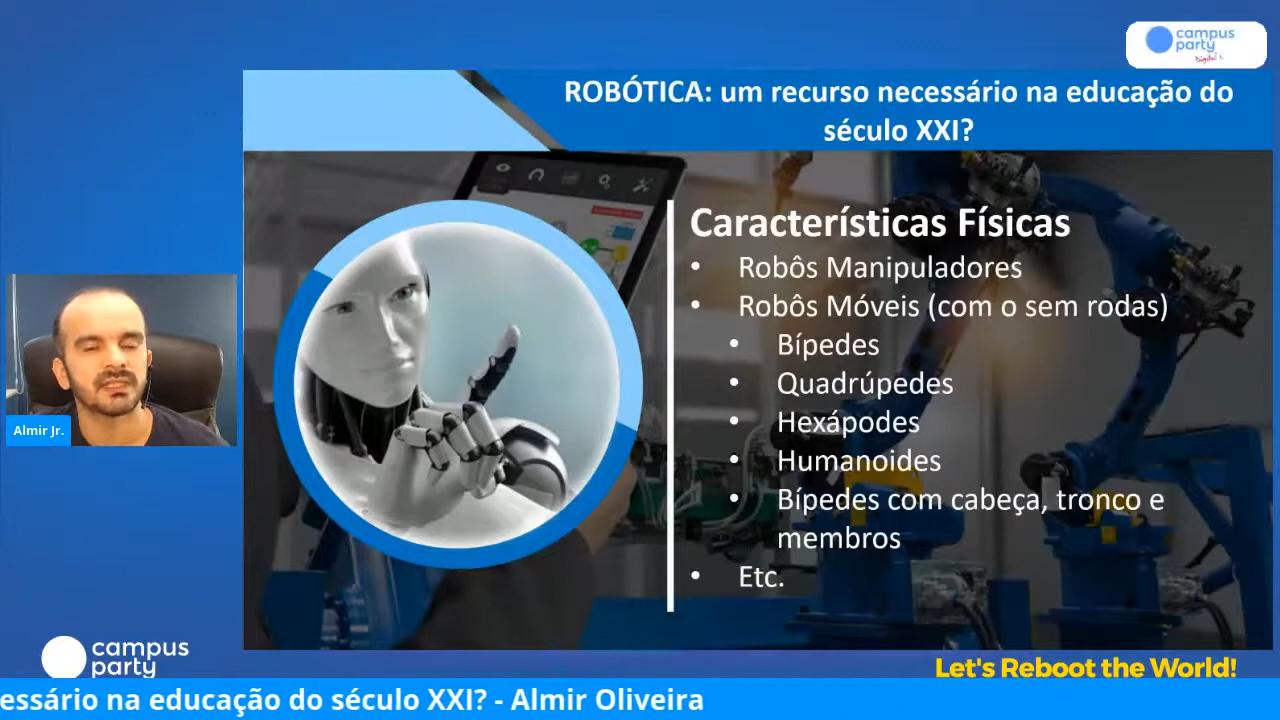 campus
party
Digital
ROBÓTICA: um recurso necessário na educação do
século XXI?
Características Físicas
• Robôs Manipuladores
• Robôs Móveis (com o sem rodas)
• Bípedes
• Quadrúpedes
• Hexápodes
• Humanoides
• Bípedes com cabeça, tronco e
membros
• Etc.
Almir Jr.
campus
party
Let's Reboot the World!
essário na educação do século XXI? - Almir Oliveira